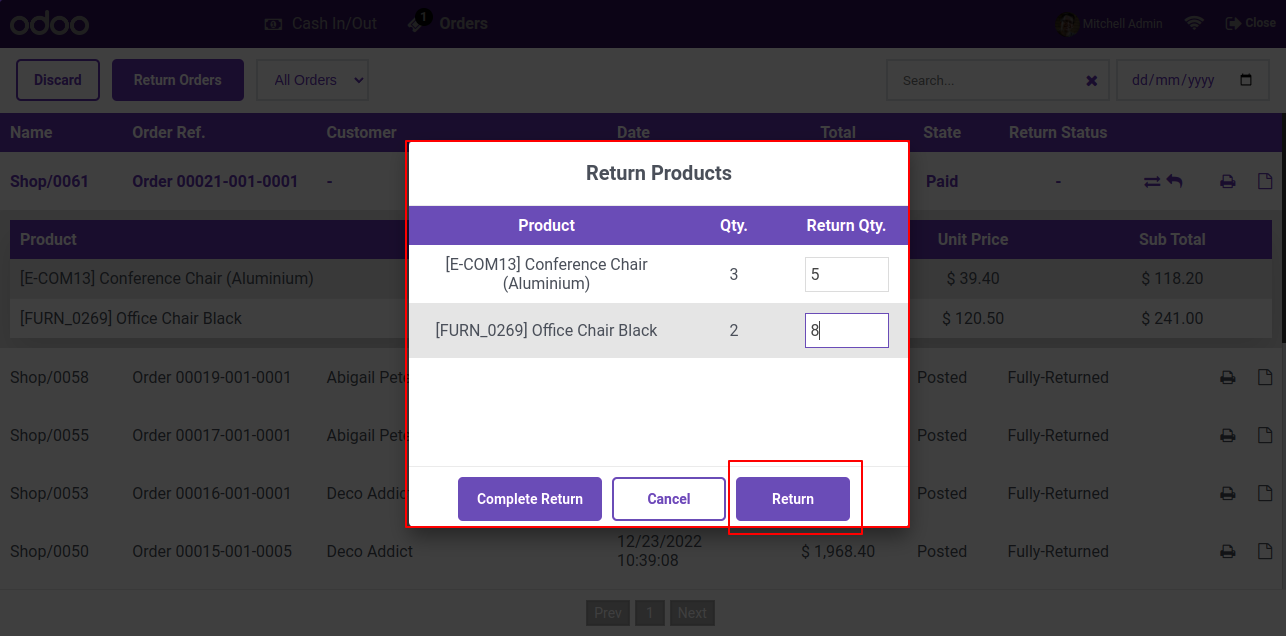 odoo Cash In/Out 1 Orders Mitchell Admin Close
Discard Return Orders All Orders Search... dd/mm/yyyy
Name Order Ref. Customer Date Total State Return Status
Shop/0061 Order 00021-001-0001 - Paid -
Return Products
Product Qty. Return Qty.
[E-COM13] Conference Chair
(Aluminium)
3 5
[FURN_0269] Office Chair Black 2 8
Complete Return Cancel Return
Product Unit Price Sub Total
[E-COM13] Conference Chair (Aluminium) $ 39.40 $ 118.20
[FURN_0269] Office Chair Black $ 120.50 $ 241.00
Shop/0058 Order 00019-001-0001 Abigail Pete Posted Fully-Returned
Shop/0055 Order 00017-001-0001 Abigail Pete Posted Fully-Returned
Shop/0053 Order 00016-001-0001 Deco Addic Posted Fully-Returned
Shop/0050 Order 00015-001-0005 Deco Addict 12/23/2022
10:39:08
$ 1,968.40 Posted Fully-Returned
Prev 1 Next